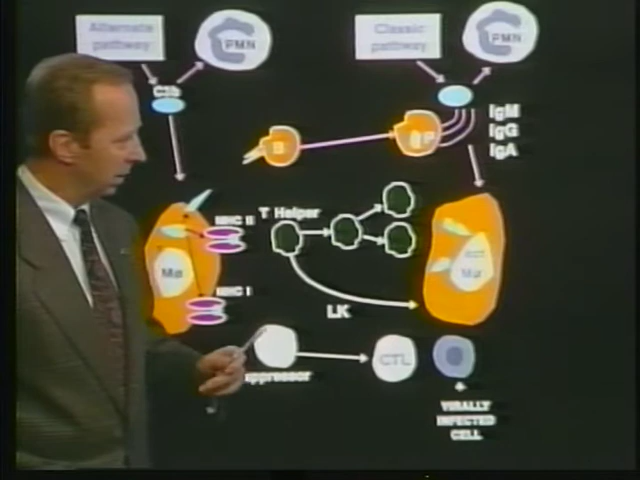 Alternate
pathway
PMN
C3b
Classic
pathway
PMN
IgM
IgG
IgA
B
MHC II
T Helper
Mø
MHC I
LK
Mø
CTL
VIRALLY
INFECTED
CELL